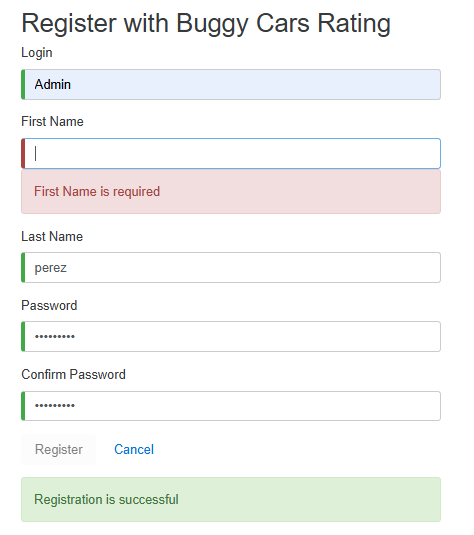 Register with Buggy Cars Rating
Login
Admin
First Name
First Name is required
Last Name
perez
Password
•••••••••
Confirm Password
•••••••••
Register Cancel
Registration is successful